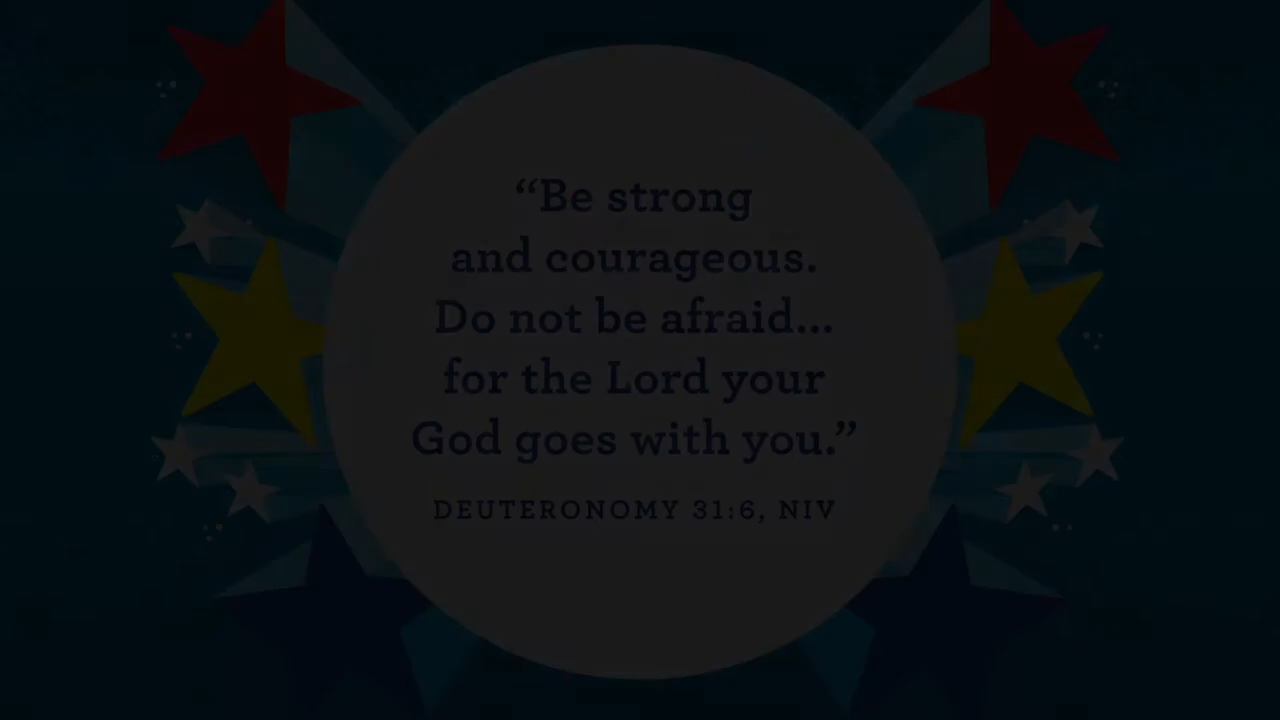 “Be strong
and courageous.
Do not be afraid...
for the Lord your
God goes with you.”
DEUTERONOMY 31:6, NIV